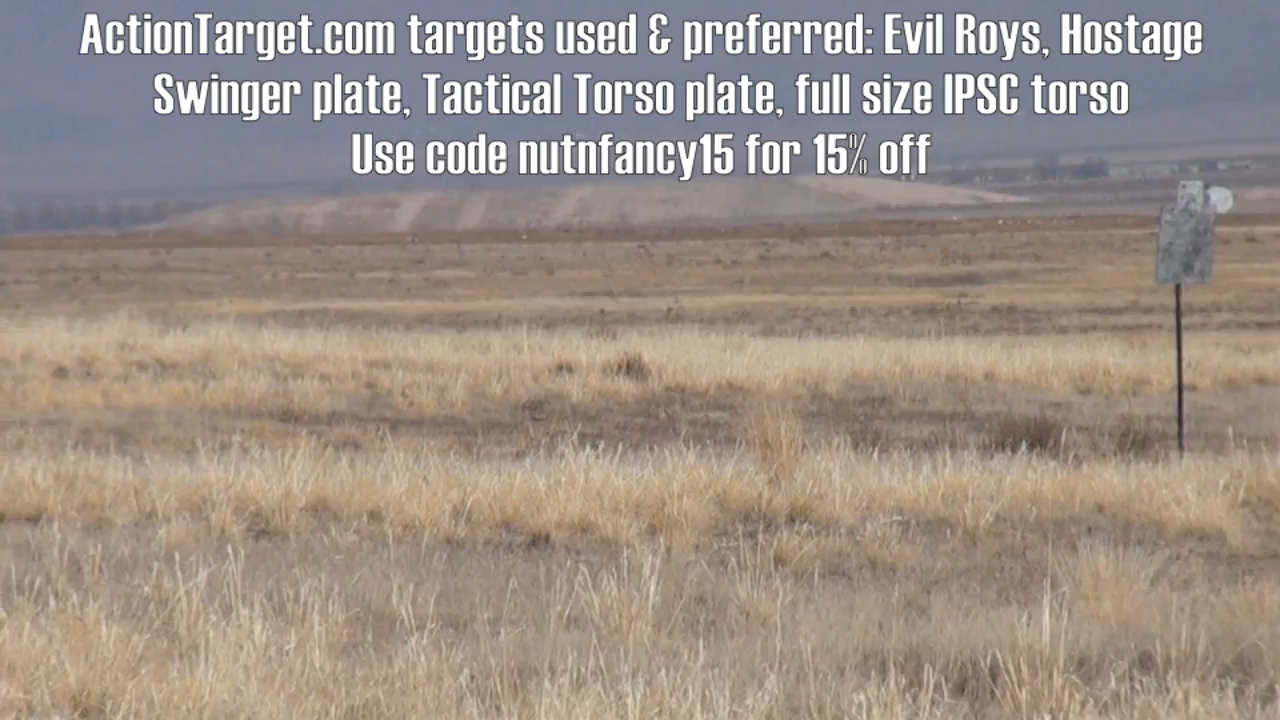 ActionTarget.com targets used & preferred: Evil Roys, Hostage
Swinger plate, Tactical Torso plate, full size IPSC torso
Use code nutnfancy15 for 15% off